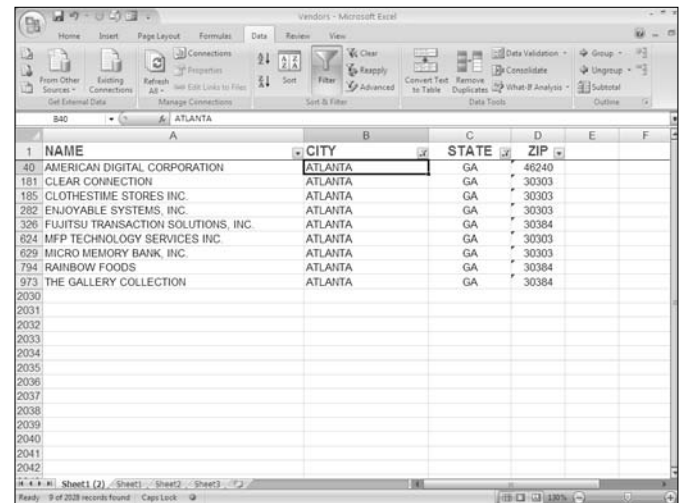 Vendors - Microsoft Excel
Home Insert Page Layout Formulas Data Review View
From Other Sources Existing Connections Refresh All Connections Properties Edit Links to Files Sort Filter Clear Reapply Advanced Convert Text to Table Remove Duplicates Data Validation Consolidate What-If Analysis Group Ungroup Subtotal
Get External Data Manage Connections Sort & Filter Data Tools Outline
B40 fx ATLANTA
A B C D E F
1 NAME CITY STATE ZIP
40 AMERICAN DIGITAL CORPORATION ATLANTA GA 46240
181 CLEAR CONNECTION ATLANTA GA 30303
185 CLOTHESTIME STORES INC. ATLANTA GA 30303
282 ENJOYABLE SYSTEMS, INC. ATLANTA GA 30303
326 FUJITSU TRANSACTION SOLUTIONS, INC. ATLANTA GA 30384
624 MFP TECHNOLOGY SERVICES INC. ATLANTA GA 30303
629 MICRO MEMORY BANK, INC. ATLANTA GA 30303
794 RAINBOW FOODS ATLANTA GA 30384
973 THE GALLERY COLLECTION ATLANTA GA 30384
2030
2031
2032
2033
2034
2035
2036
2037
2038
2039
2040
2041
2042
Sheet1 (2) Sheet1 Sheet2 Sheet3
Ready 9 of 2028 records found Caps Lock 130%